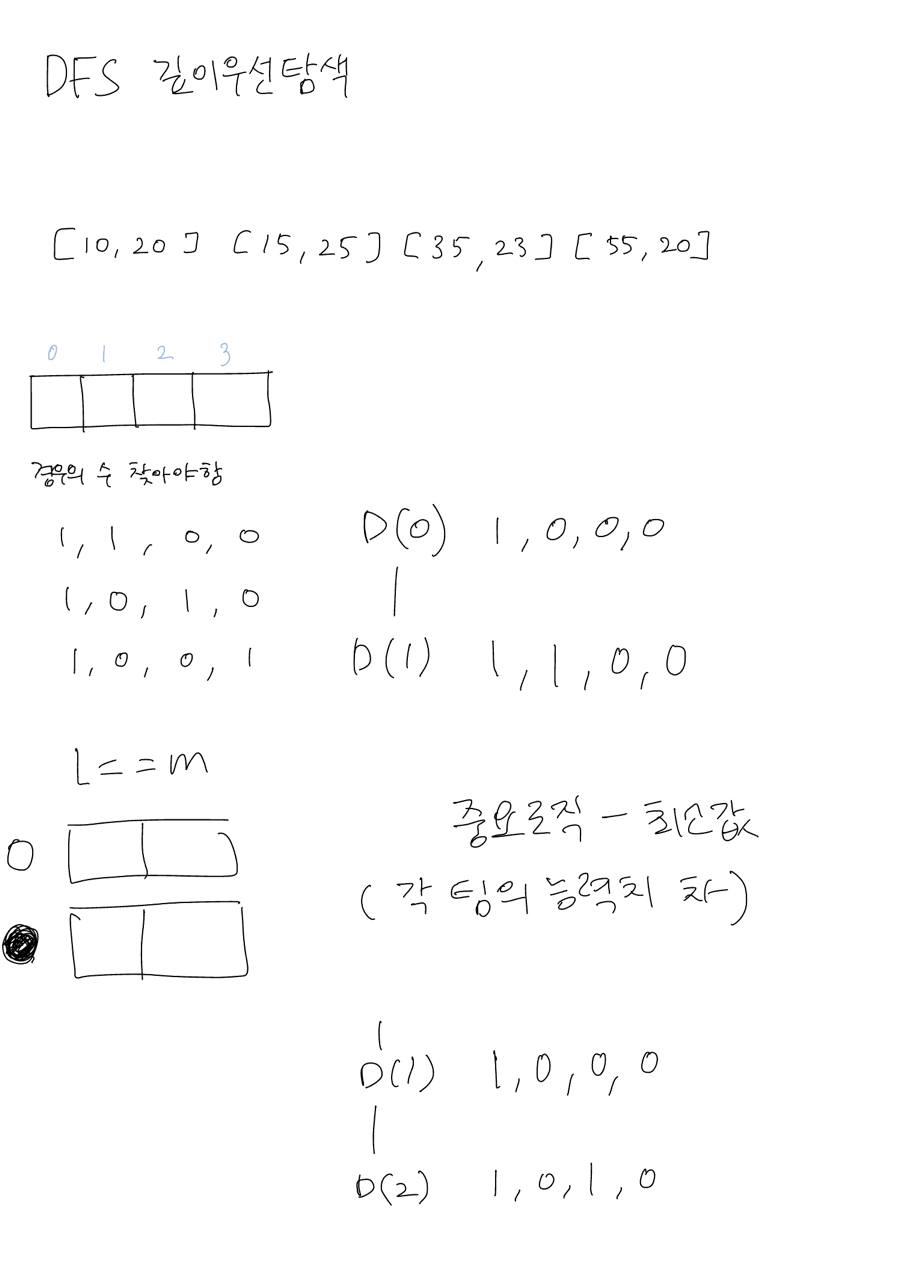 DFS 깊이우선탐색
[10, 20] [15, 25] [35, 23] [55, 20]
0 1 2 3
경우의 수 찾아야함
1, 1, 0, 0
1, 0, 1, 0
1, 0, 0, 1
D(0) 1, 0, 0, 0
D(1) 1, 1, 0, 0
L == m
중요로직 - 최소값
(각 팀의 능력치 차)
D(1) 1, 0, 0, 0
D(2) 1, 0, 1, 0